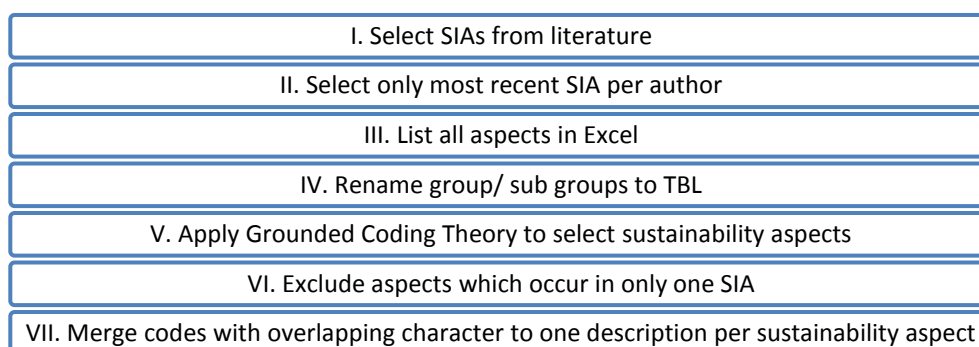 I. Select SIAs from literature
II. Select only most recent SIA per author
III. List all aspects in Excel
IV. Rename group/ sub groups to TBL
V. Apply Grounded Coding Theory to select sustainability aspects
VI. Exclude aspects which occur in only one SIA
VII. Merge codes with overlapping character to one description per sustainability aspect